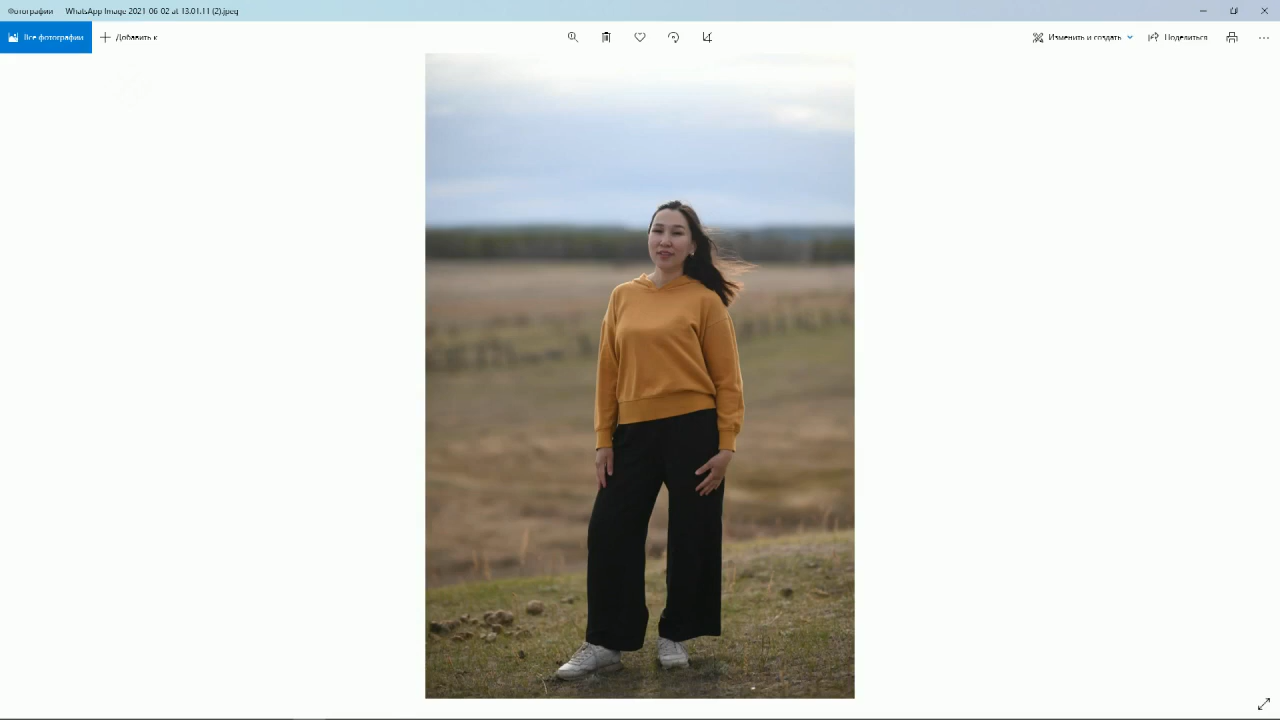 Фотографии WhatsApp Image 2021-06-02 at 13.01.11 (2).jpeg
Все фотографии
Добавить к
Изменить и создать
Поделиться